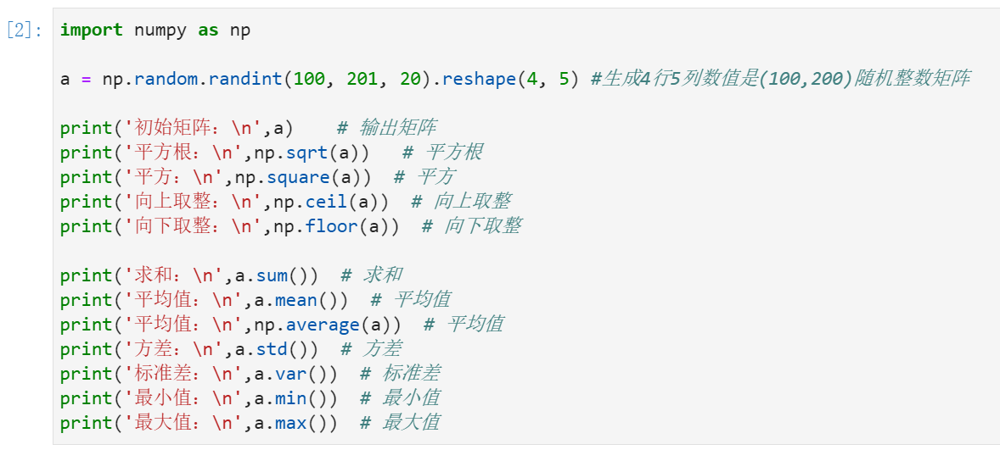 [2]:
import numpy as np
a = np.random.randint(100, 201, 20).reshape(4, 5) #生成4行5列数值是(100,200)随机整数矩阵
print('初始矩阵：\n',a)    # 输出矩阵
print('平方根：\n',np.sqrt(a))   # 平方根
print('平方：\n',np.square(a))  # 平方
print('向上取整：\n',np.ceil(a))  # 向上取整
print('向下取整：\n',np.floor(a))  # 向下取整
print('求和：\n',a.sum())  # 求和
print('平均值：\n',a.mean())  # 平均值
print('平均值：\n',np.average(a))  # 平均值
print('方差：\n',a.std())  # 方差
print('标准差：\n',a.var())  # 标准差
print('最小值：\n',a.min())  # 最小值
print('最大值：\n',a.max())  # 最大值